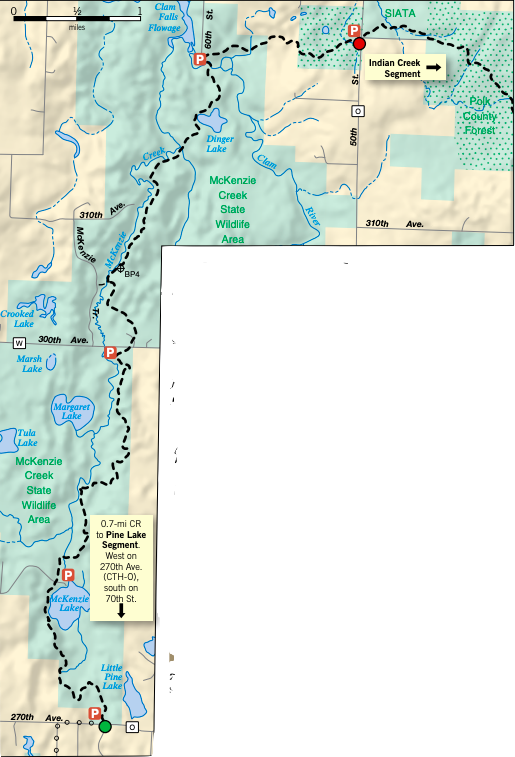 0 ½ 1
miles
Clam
Falls
Flowage
60th St.
P
P
SIATA
Indian Creek
Segment
St.
O
60th
Polk
County
Forest
Dinger
Lake
Creek
Clam
River
McKenzie
Creek
State
Wildlife
Area
310th Ave.
310th Ave.
McKenzie
McKenzie
BP4
Tr.
Crooked
Lake
W
300th Ave.
P
Marsh
Lake
Margaret
Lake
Tula
Lake
McKenzie
Creek
State
Wildlife
Area
0.7-mi CR
to Pine Lake
Segment.
West on
270th Ave.
(CTH-O),
south on
70th St.
P
McKenzie
Lake
Little
Pine
Lake
P
270th Ave.
O